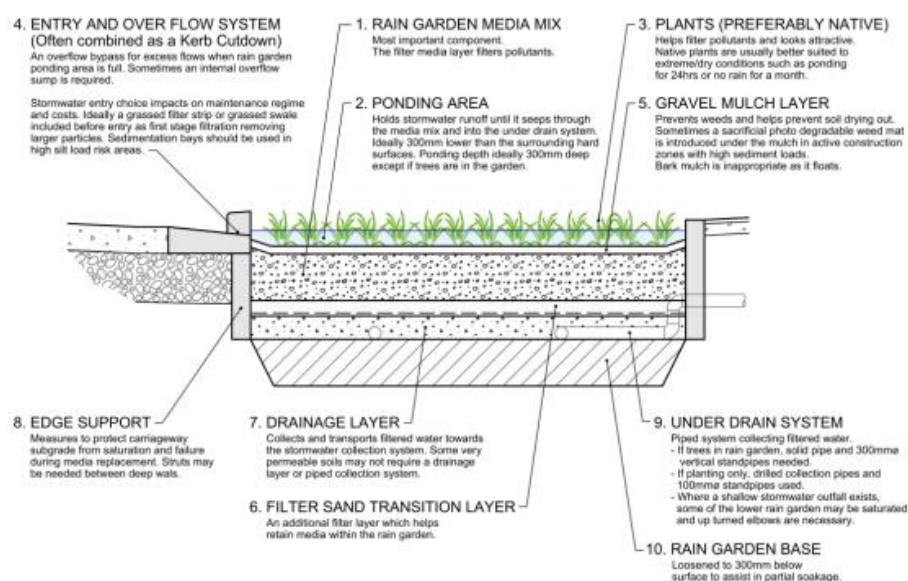 4. ENTRY AND OVER FLOW SYSTEM
(Often combined as a Kerb Cutdown)
An overflow bypass for excess flows when rain garden
ponding area is full. Sometimes an internal overflow
sump is required.
Stormwater entry choice impacts on maintenance regime
and costs. Ideally a grassed filter strip or grassed swale
included before entry as first stage filtration removing
larger particles. Sedimentation bays should be used in
high silt load risk areas.
1. RAIN GARDEN MEDIA MIX
Most important component.
The filter media layer filters pollutants.
2. PONDING AREA
Holds stormwater runoff until it seeps through
the media mix and into the under drain system.
Ideally 300mm lower than the surrounding hard
surfaces. Ponding depth ideally 300mm deep
except if trees are in the garden.
3. PLANTS (PREFERABLY NATIVE)
Helps filter pollutants and looks attractive.
Native plants are usually better suited to
extreme/dry conditions such as ponding
for 24hrs or no rain for a month.
5. GRAVEL MULCH LAYER
Prevents weeds and helps prevent soil drying out.
Sometimes a sacrificial photo degradable weed mat
is introduced under the mulch in active construction
zones with high sediment loads.
Bark mulch is inappropriate as it floats.
8. EDGE SUPPORT
Measures to protect carriageway
subgrade from saturation and failure
during media replacement. Struts may
be needed between deep wals.
7. DRAINAGE LAYER
Collects and transports filtered water towards
the stormwater collection system. Some very
permeable soils may not require a drainage
layer or piped collection system.
6. FILTER SAND TRANSITION LAYER
An additional filter layer which helps
retain media within the rain garden.
9. UNDER DRAIN SYSTEM
Piped system collecting filtered water.
- If trees in rain garden, solid pipe and 300mmø
vertical standpipes needed.
- If planting only, drilled collection pipes and
100mmø standpipes used.
- Where a shallow stormwater outfall exists,
some of the lower rain garden may be saturated
and up turned elbows are necessary.
10. RAIN GARDEN BASE
Loosened to 300mm below
surface to assist in partial soakage.